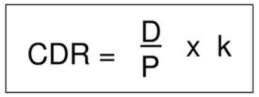 CDR = D/P x k